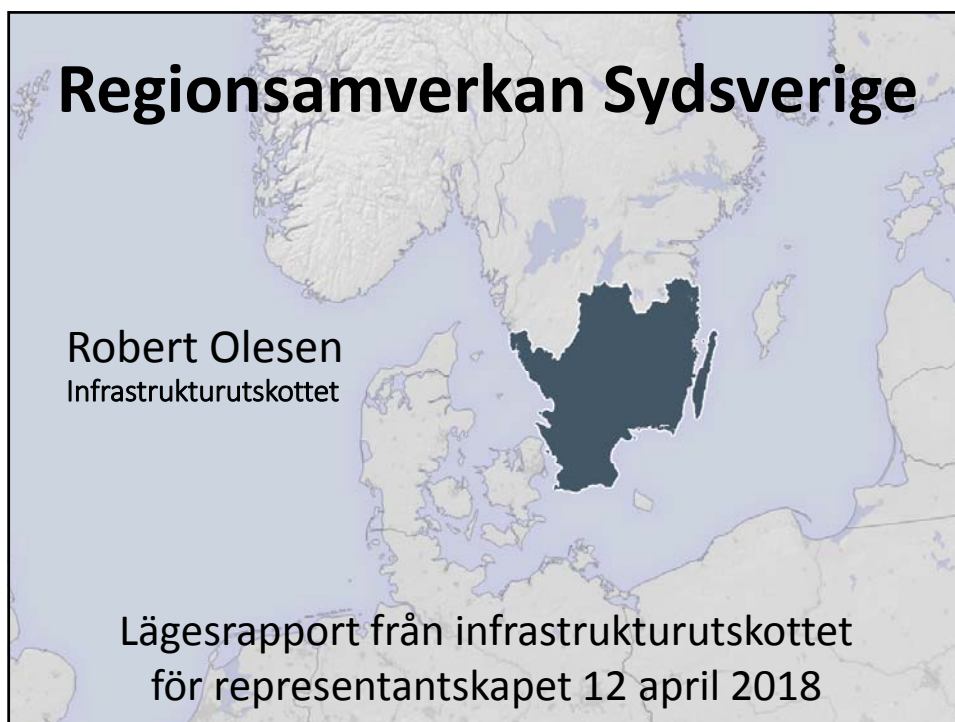 Regionsamverkan Sydsverige
Robert Olesen
Infrastrukturutskottet
Lägesrapport från infrastrukturutskottet
för representantskapet 12 april 2018